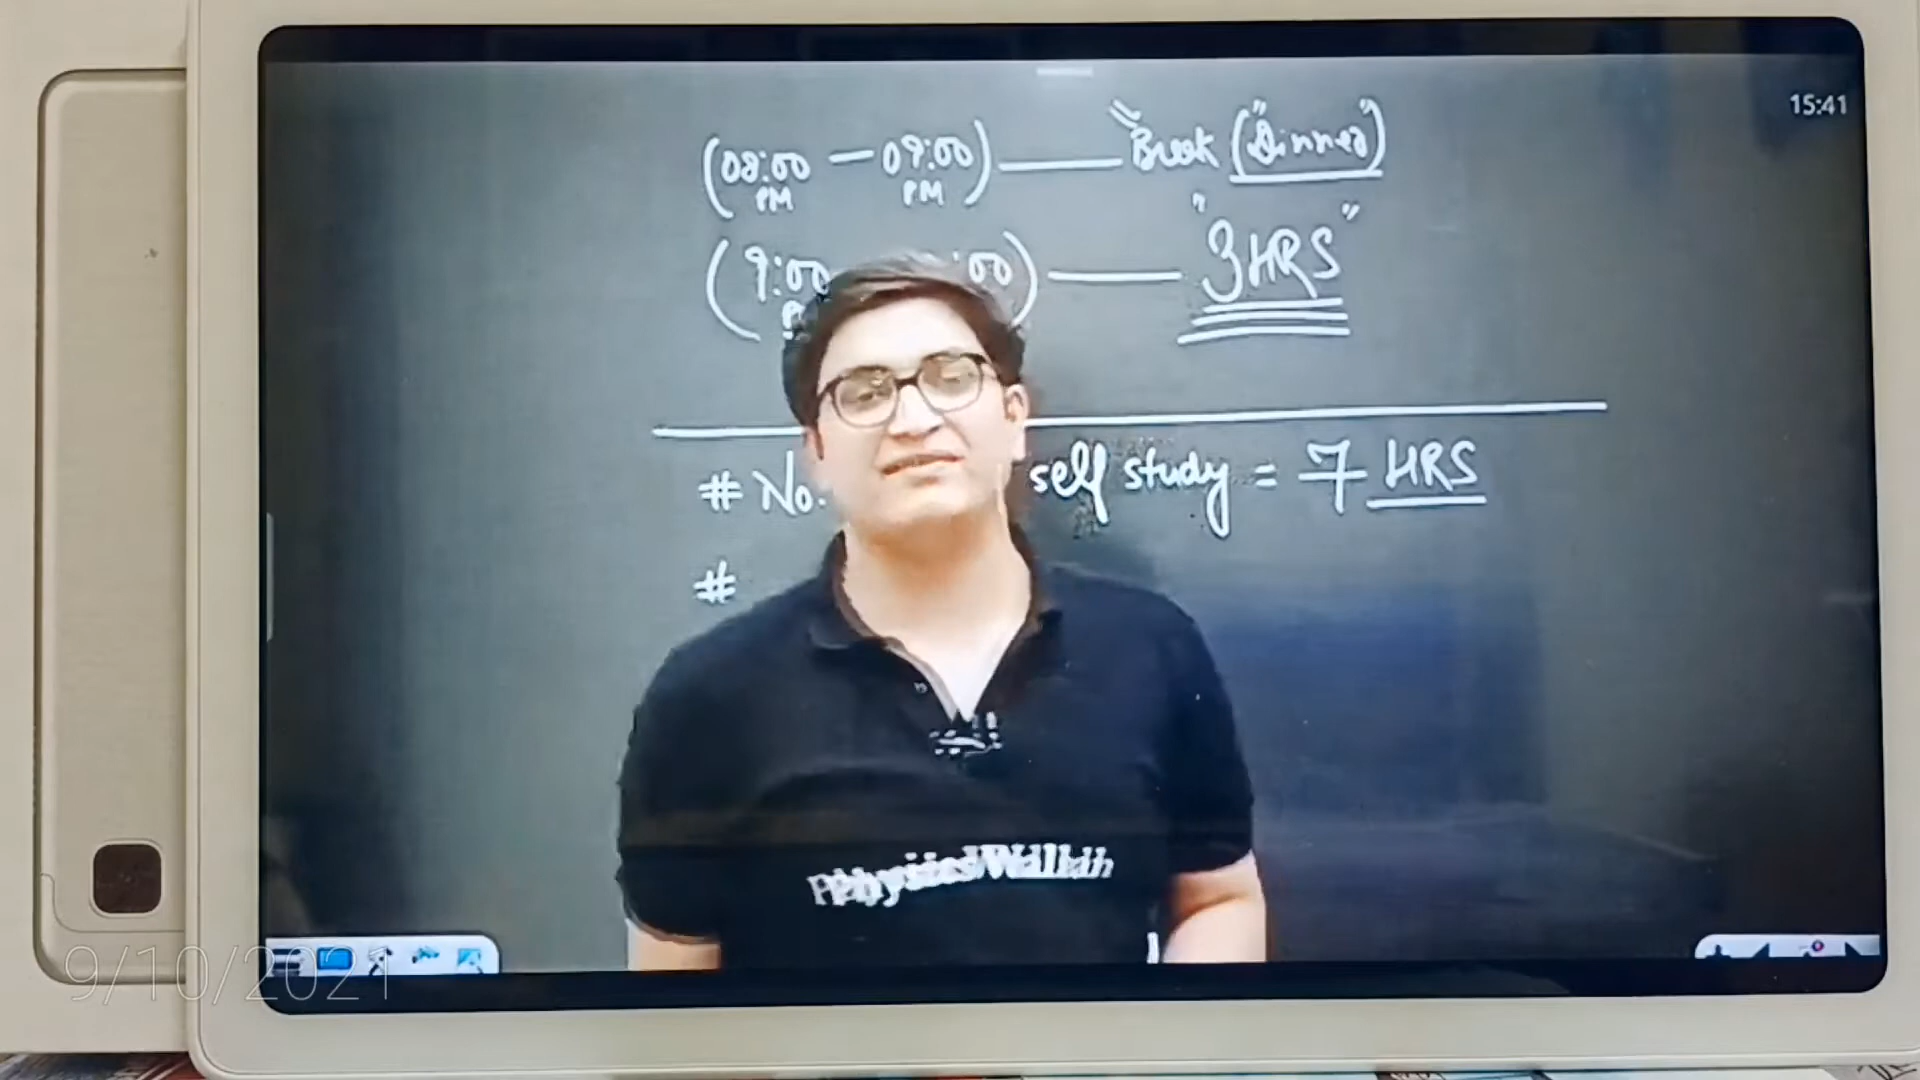 15:41
(08:00 PM — 09:00 PM) — "Break ("Dinner")
(9:00 :00) — "3HRS"
# No. self study = 7 HRS
#
PhysicsWallah
9/10/2021